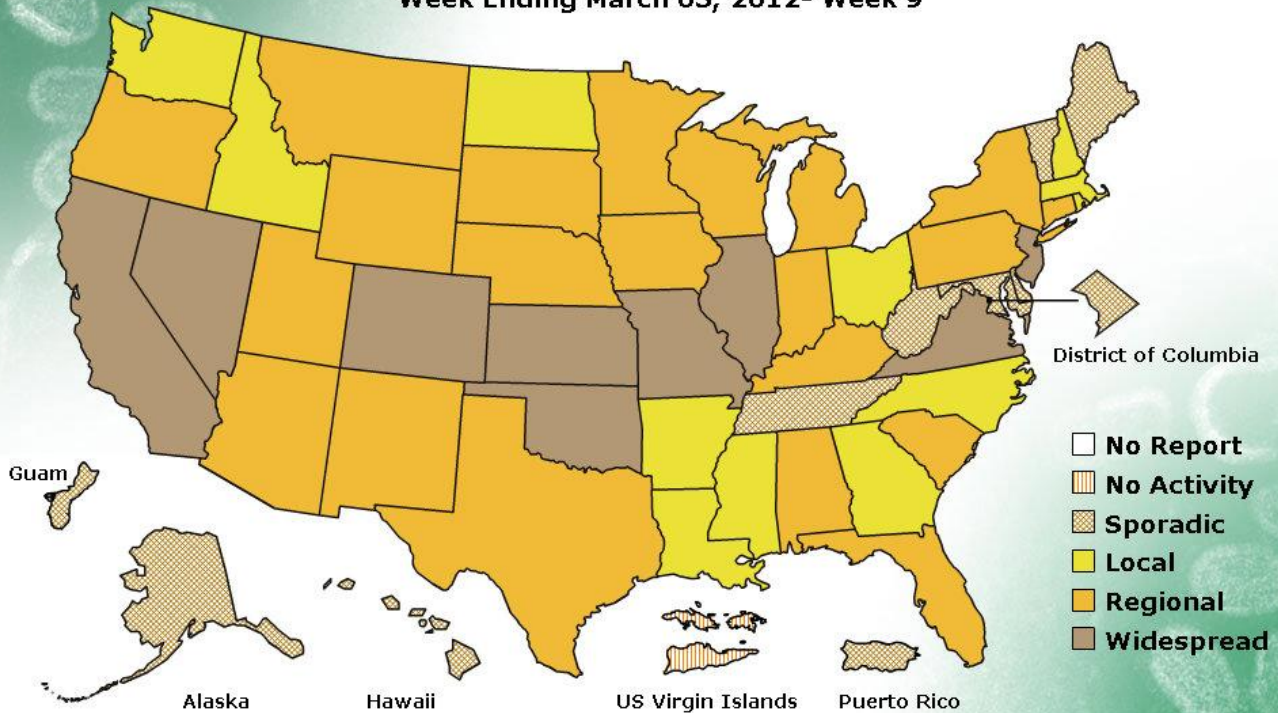 Week Ending March 03, 2012- Week 9
District of Columbia
Guam
No Report
No Activity
Sporadic
Local
Regional
Widespread
Alaska
Hawaii
US Virgin Islands
Puerto Rico